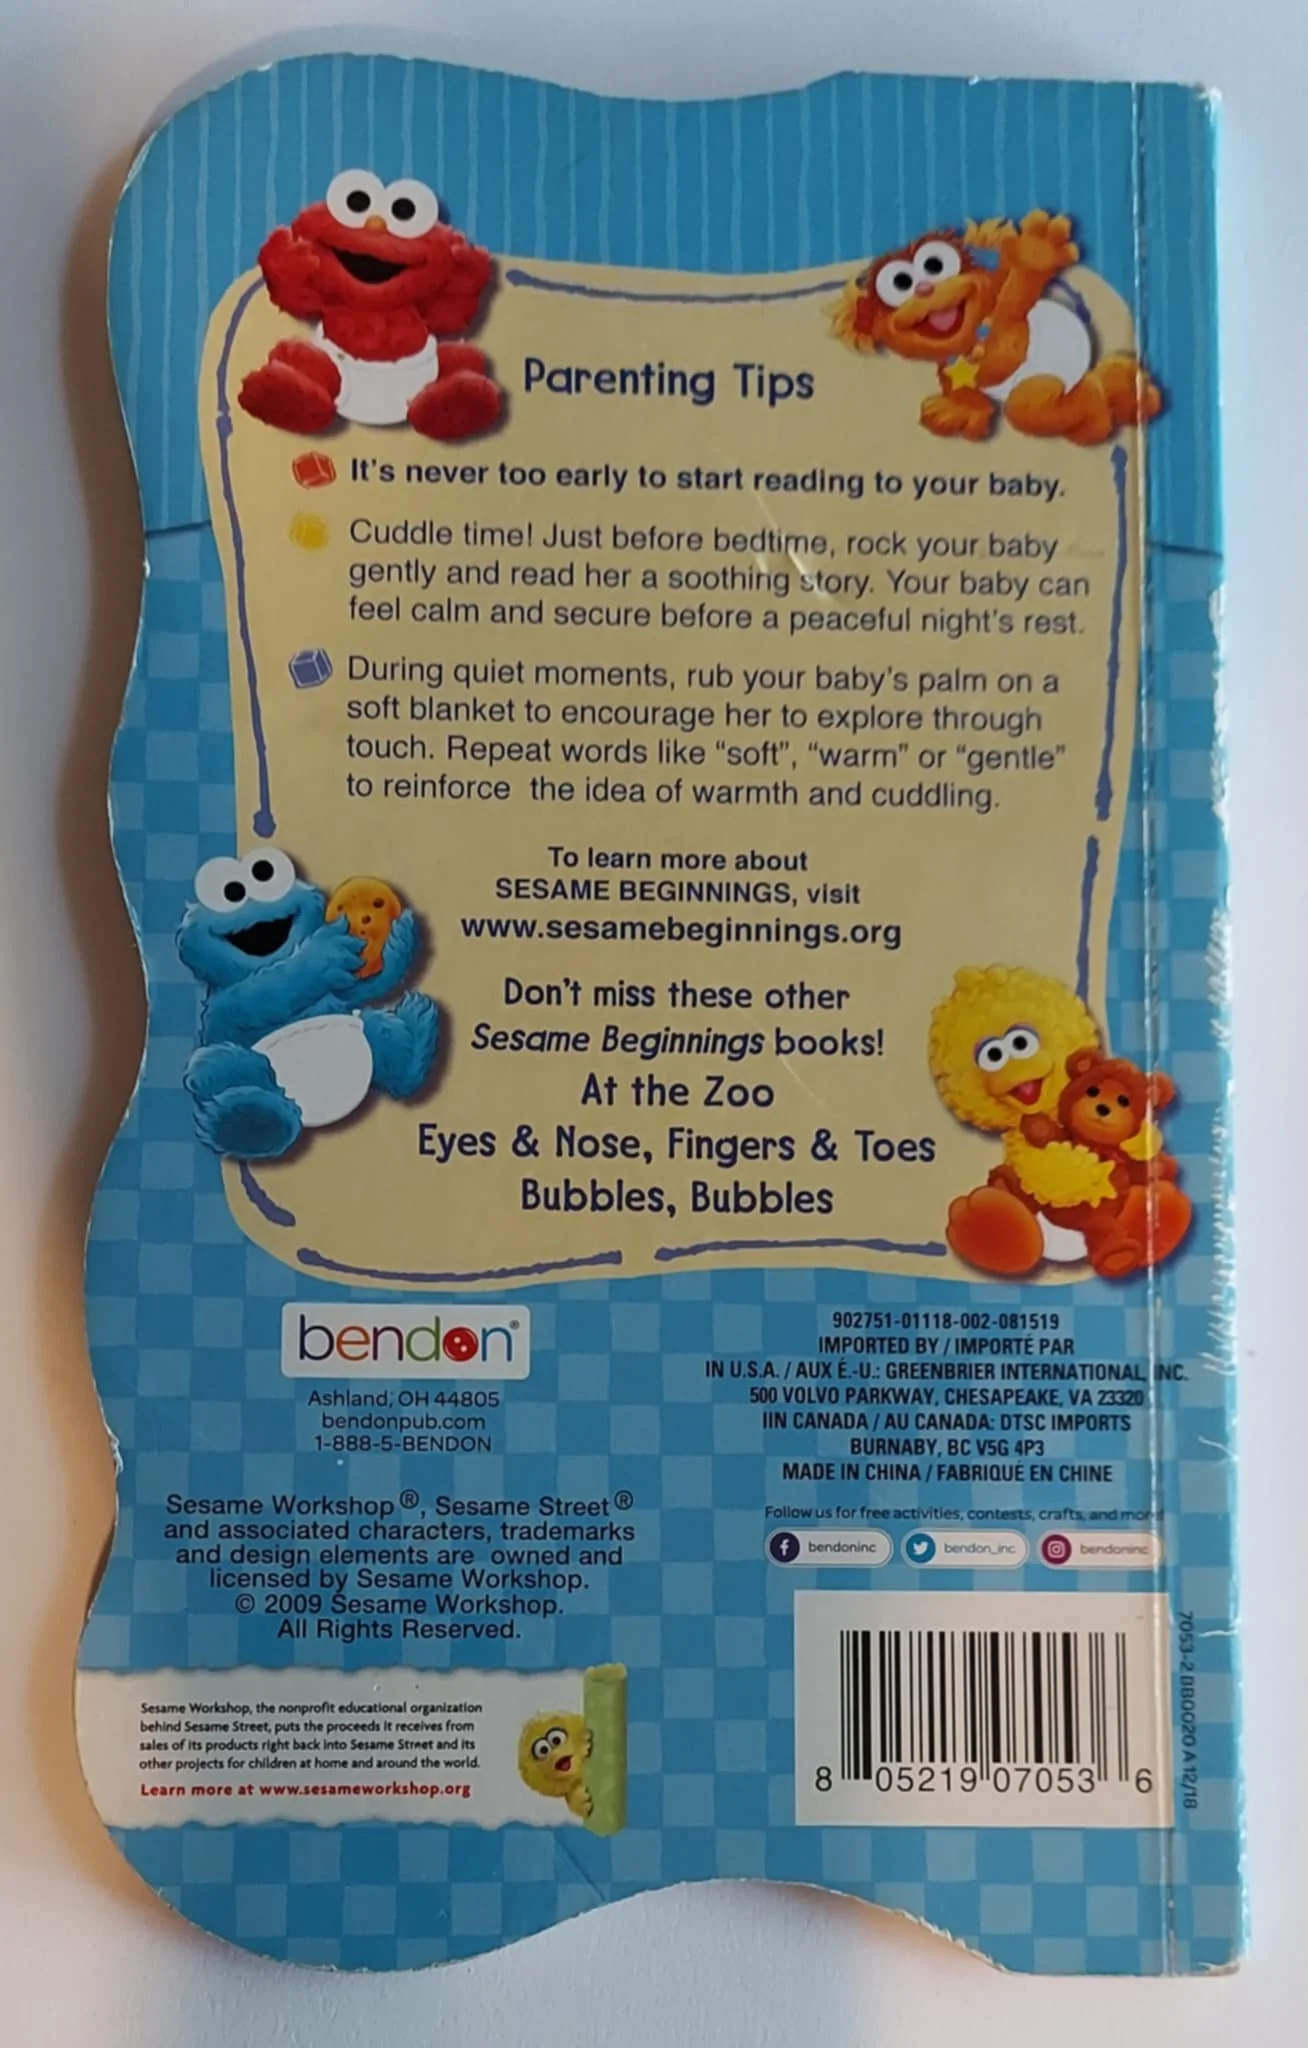 Parenting Tips
It's never too early to start reading to your baby.
Cuddle time! Just before bedtime, rock your baby
gently and read her a soothing story. Your baby can
feel calm and secure before a peaceful night's rest.
During quiet moments, rub your baby's palm on a
soft blanket to encourage her to explore through
touch. Repeat words like “soft”, “warm” or “gentle”
to reinforce the idea of warmth and cuddling.
To learn more about
SESAME BEGINNINGS, visit
www.sesamebeginnings.org
Don't miss these other
Sesame Beginnings books!
At the Zoo
Eyes & Nose, Fingers & Toes
Bubbles, Bubbles
bendon®
Ashland, OH 44805
bendonpub.com
1-888-5-BENDON
Sesame Workshop®, Sesame Street®
and associated characters, trademarks
and design elements are owned and
licensed by Sesame Workshop.
© 2009 Sesame Workshop.
All Rights Reserved.
Sesame Workshop, the nonprofit educational organization
behind Sesame Street, puts the proceeds it receives from
sales of its products right back into Sesame Street and its
other projects for children at home and around the world.
Learn more at www.sesameworkshop.org
902751-01118-002-081519
IMPORTED BY / IMPORTÉ PAR
IN U.S.A. / AUX É.-U.: GREENBRIER INTERNATIONAL, INC.
500 VOLVO PARKWAY, CHESAPEAKE, VA 23320
IIN CANADA / AU CANADA: DTSC IMPORTS
BURNABY, BC V5G 4P3
MADE IN CHINA / FABRIQUÉ EN CHINE
Follow us for free activities, contests, crafts, and more!
bendoninc bendon_inc bendoninc
8 05219 07053 6
7053-2 BB0020 A 12/18